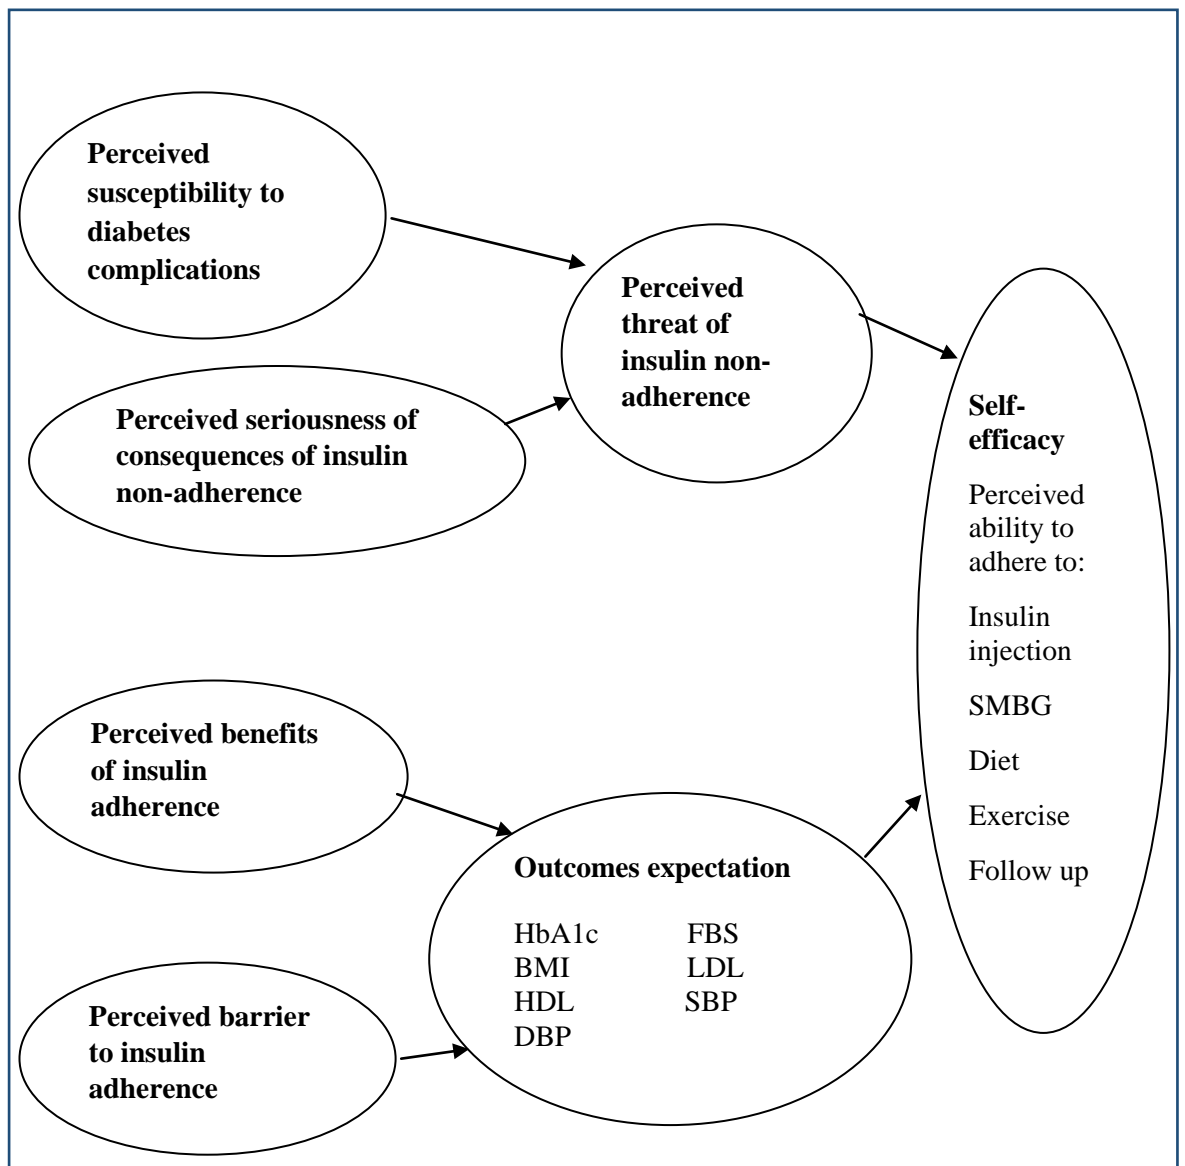 Perceived
susceptibility to
diabetes
complications
Perceived seriousness of
consequences of insulin
non-adherence
Perceived
threat of
insulin non-
adherence
Self-
efficacy
Perceived
ability to
adhere to:
Insulin
injection
SMBG
Diet
Exercise
Follow up
Perceived benefits
of insulin
adherence
Perceived barrier
to insulin
adherence
Outcomes expectation
HbA1c FBS
BMI LDL
HDL SBP
DBP